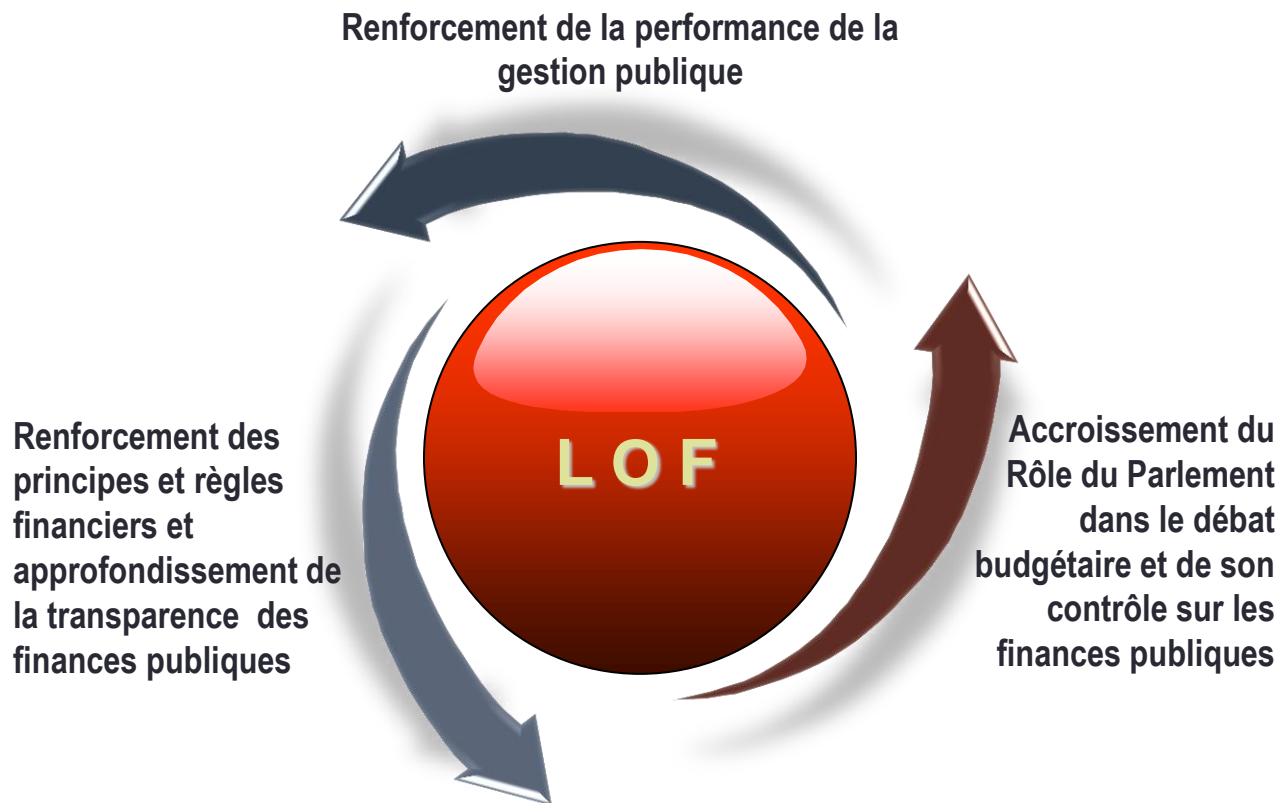 Renforcement de la performance de la
gestion publique
Renforcement des
principes et règles
financiers et
approfondissement de
la transparence des
finances publiques
L O F
Accroissement du
Rôle du Parlement
dans le débat
budgétaire et de son
contrôle sur les
finances publiques